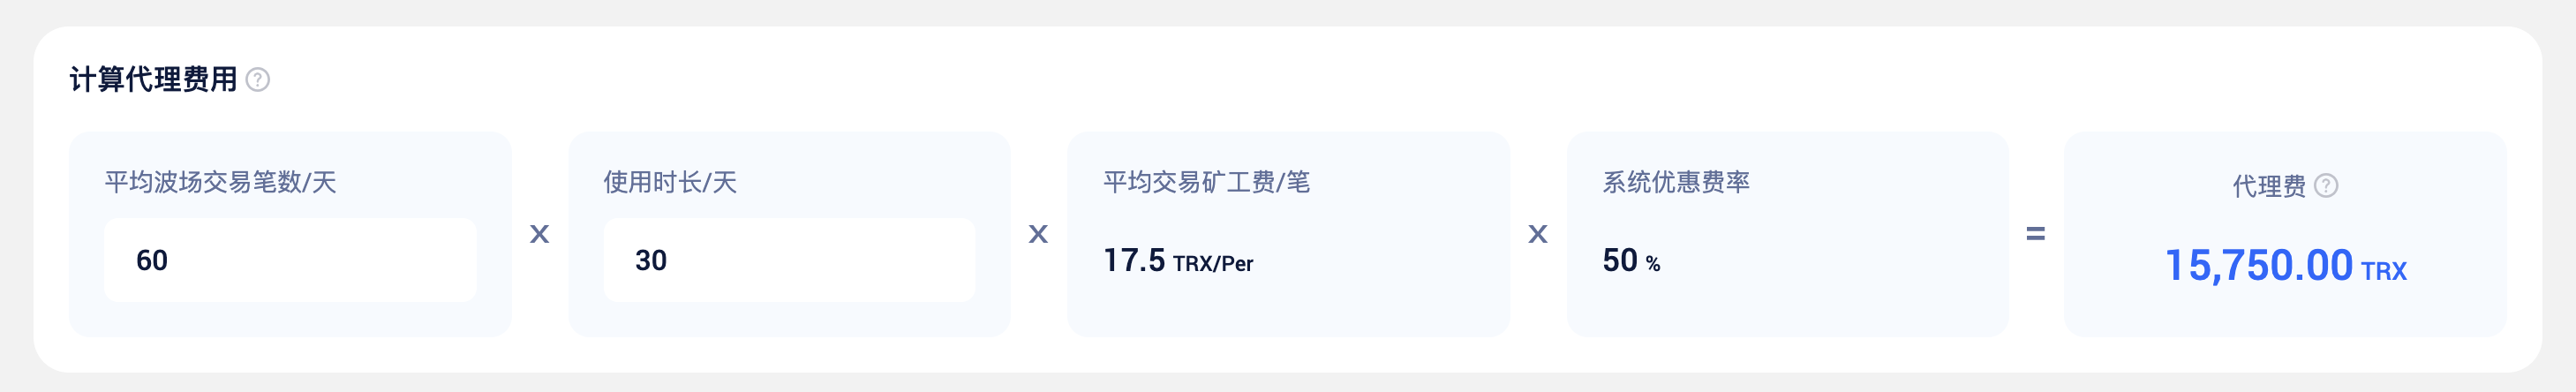 计算代理费用 ?
平均波场交易笔数/天
60
x
使用时长/天
30
x
平均交易矿工费/笔
17.5 TRX/Per
x
系统优惠费率
50 %
=
代理费 ?
15,750.00 TRX